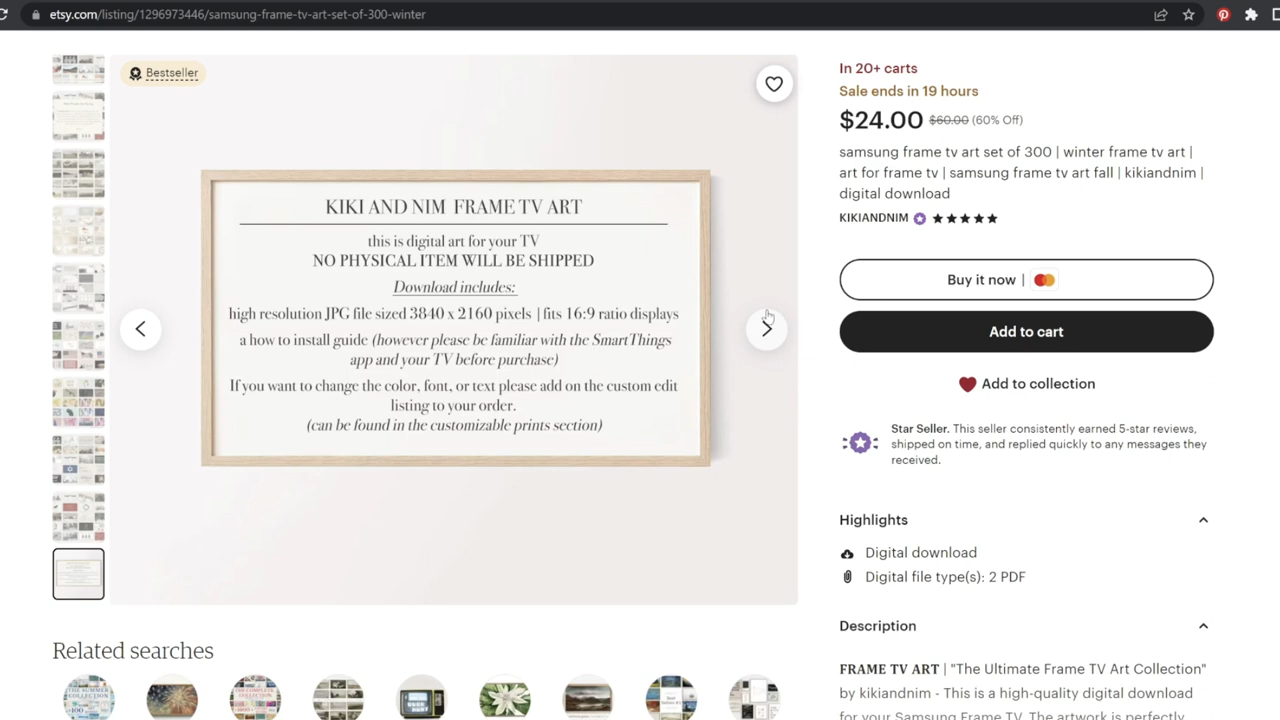 etsy.com/listing/1296973446/samsung-frame-tv-art-set-of-300-winter
Bestseller
KIKI AND NIM FRAME TV ART
this is digital art for your TV
NO PHYSICAL ITEM WILL BE SHIPPED
Download includes:
high resolution JPG file sized 3840 x 2160 pixels | fits 16:9 ratio displays
a how to install guide (however please be familiar with the SmartThings
app and your TV before purchase)
If you want to change the color, font, or text please add on the custom edit
listing to your order.
(can be found in the customizable prints section)
Related searches
In 20+ carts
Sale ends in 19 hours
$24.00 $60.00 (60% Off)
samsung frame tv art set of 300 | winter frame tv art |
art for frame tv | samsung frame tv art fall | kikiandnim |
digital download
KIKIANDNIM
Buy it now |
Add to cart
Add to collection
Star Seller. This seller consistently earned 5-star reviews,
shipped on time, and replied quickly to any messages they
received.
Highlights
Digital download
Digital file type(s): 2 PDF
Description
FRAME TV ART | "The Ultimate Frame TV Art Collection"
by kikiandnim - This is a high-quality digital download
for your Samsung Frame TV. The artwork is perfectly